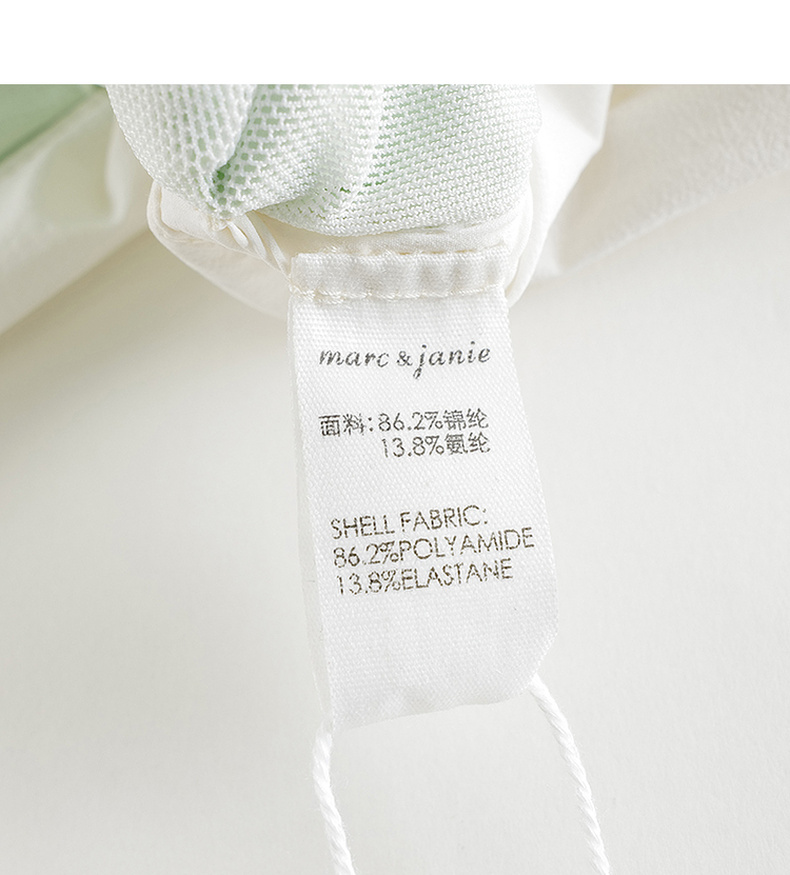 marc & janie
面料:86.2%锦纶
13.8%氨纶
SHELL FABRIC:
86.2%POLYAMIDE
13.8%ELASTANE